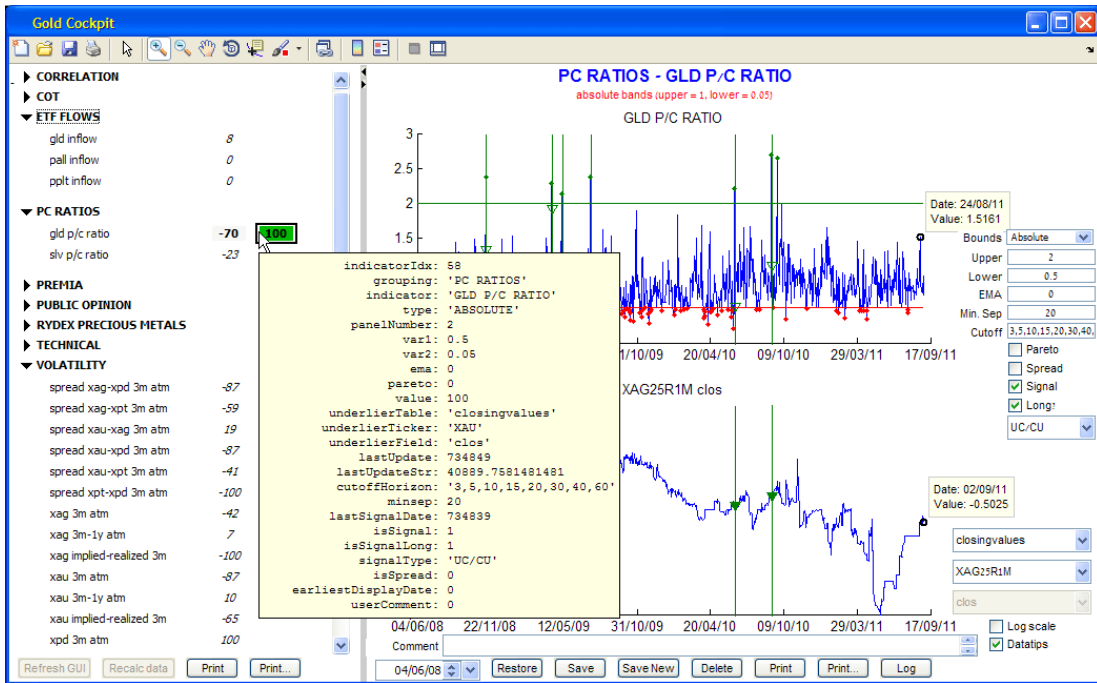 Gold Cockpit
CORRELATION
COT
ETF FLOWS
gld inflow 8
pall inflow 0
pplt inflow 0
PC RATIOS
gld p/c ratio -70 100
slv p/c ratio -23
PREMIA
PUBLIC OPINION
RYDEX PRECIOUS METALS
TECHNICAL
VOLATILITY
spread xag-xpd 3m atm -87
spread xag-xpt 3m atm -59
spread xau-xag 3m atm 19
spread xau-xpd 3m atm -87
spread xau-xpt 3m atm -41
spread xpt-xpd 3m atm -100
xag 3m atm -42
xag 3m-1y atm 7
xag implied-realized 3m -100
xau 3m atm -87
xau 3m-1y atm 10
xau implied-realized 3m -65
xpd 3m atm 100
Refresh GUI Recalc data Print Print...
indicatorIdx: 58
grouping: 'PC RATIOS'
indicator: 'GLD P/C RATIO'
type: 'ABSOLUTE'
panelNumber: 2
var1: 0.5
var2: 0.05
ema: 0
pareto: 0
value: 100
underlierTable: 'closingvalues'
underlierTicker: 'XAU'
underlierField: 'clos'
lastUpdate: 734849
lastUpdateStr: 40889.7581481481
cutoffHorizon: '3,5,10,15,20,30,40,60'
minsep: 20
lastSignalDate: 734839
isSignal: 1
isSignalLong: 1
signalType: 'UC/CU'
isSpread: 0
earliestDisplayDate: 0
userComment: 0
PC RATIOS - GLD P/C RATIO
absolute bands (upper = 1, lower = 0.05)
GLD P/C RATIO
3
2.5
2
1.5
Date: 24/08/11
Value: 1.5161
1/10/09 20/04/10 09/10/10 29/03/11 17/09/11
Bounds Absolute
Upper 2
Lower 0.5
EMA 0
Min. Sep 20
Cutoff 3,5,10,15,20,30,40,
Pareto
Spread
Signal
Long?
UC/CU
XAG25R1M clos
Date: 02/09/11
Value: -0.5025
04/06/08 22/11/08 12/05/09 31/10/09 20/04/10 09/10/10 29/03/11 17/09/11
closingvalues
XAG25R1M
clos
Log scale
Datatips
Comment
04/06/08 Restore Save Save New Delete Print Print... Log